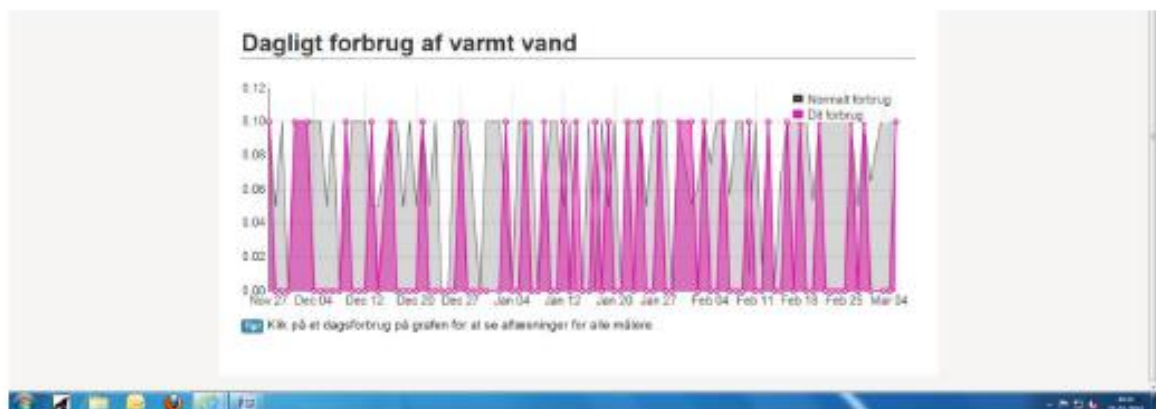 Dagligt forbrug af varmt vand
0.12
0.10
0.08
0.06
0.04
0.02
0.00
Normalt forbrug
Dit forbrug
Nov 27 Dec 04 Dec 12 Dec 20 Dec 27 Jan 04 Jan 12 Jan 20 Jan 27 Feb 04 Feb 11 Feb 18 Feb 25 Mar 04
Klik på et dagsforbrug på grafen for at se aflæsninger for alle målere